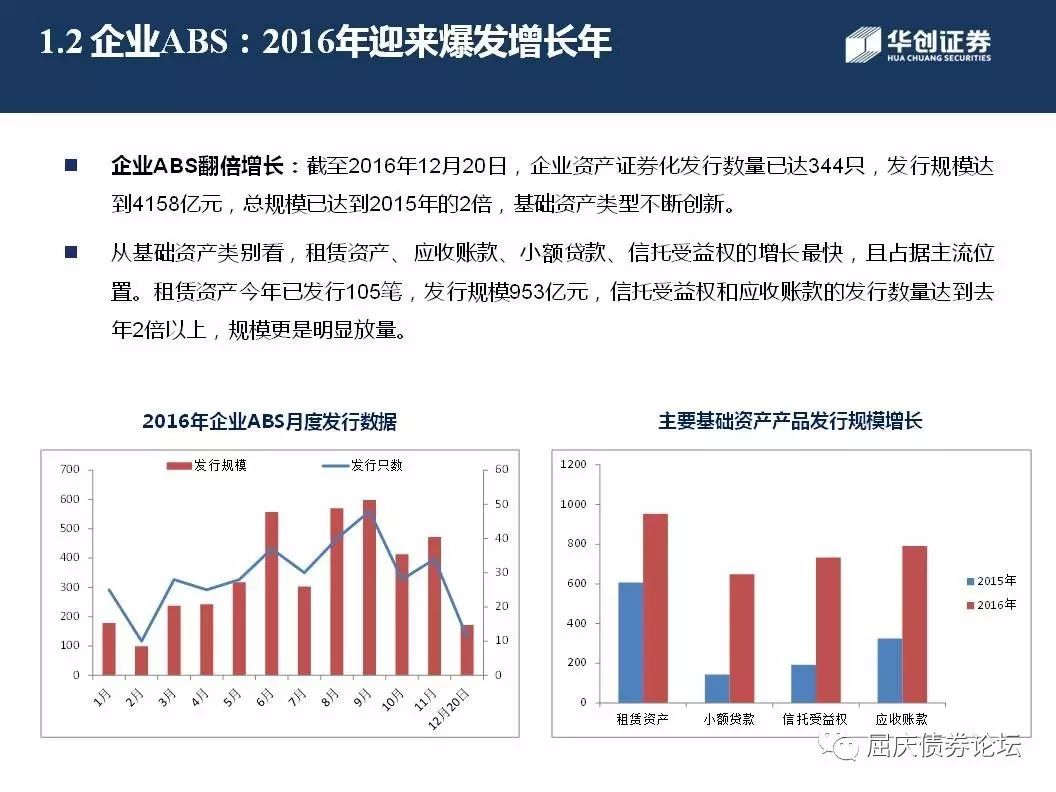 1.2 企业ABS：2016年迎来爆发增长年
华创证券
HUA CHUANG SECURITIES
■ 企业ABS翻倍增长：截至2016年12月20日，企业资产证券化发行数量已达344只，发行规模达
到4158亿元，总规模已达到2015年的2倍，基础资产类型不断创新。
■ 从基础资产类别看，租赁资产、应收账款、小额贷款、信托受益权的增长最快，且占据主流位
置。租赁资产今年已发行105笔，发行规模953亿元，信托受益权和应收账款的发行数量达到去
年2倍以上，规模更是明显放量。
2016年企业ABS月度发行数据
发行规模 发行只数
700
600
500
400
300
200
100
0
60
50
40
30
20
10
0
1月 2月 3月 4月 5月 6月 7月 8月 9月 10月 11月 12月20日
主要基础资产产品发行规模增长
1200
1000
800
600
400
200
0
2015年
2016年
租赁资产 小额贷款 信托受益权 应收账款
屈庆债券论坛